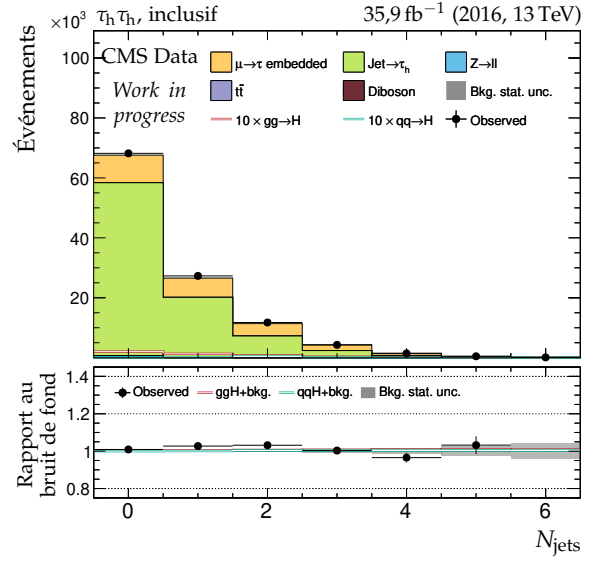 ×10³ τhτh, inclusif 35,9 fb⁻¹ (2016, 13 TeV)
CMS Data
Work in
progress
μ→τ embedded Jet→τh Z→ll
tt̄ Diboson Bkg. stat. unc.
10×gg→H 10×qq→H Observed
Événements
100
80
60
40
20
Observed ggH+bkg. qqH+bkg. Bkg. stat. unc.
Rapport au
bruit de fond
1.4
1.2
1
0.8
0 2 4 6
Njets